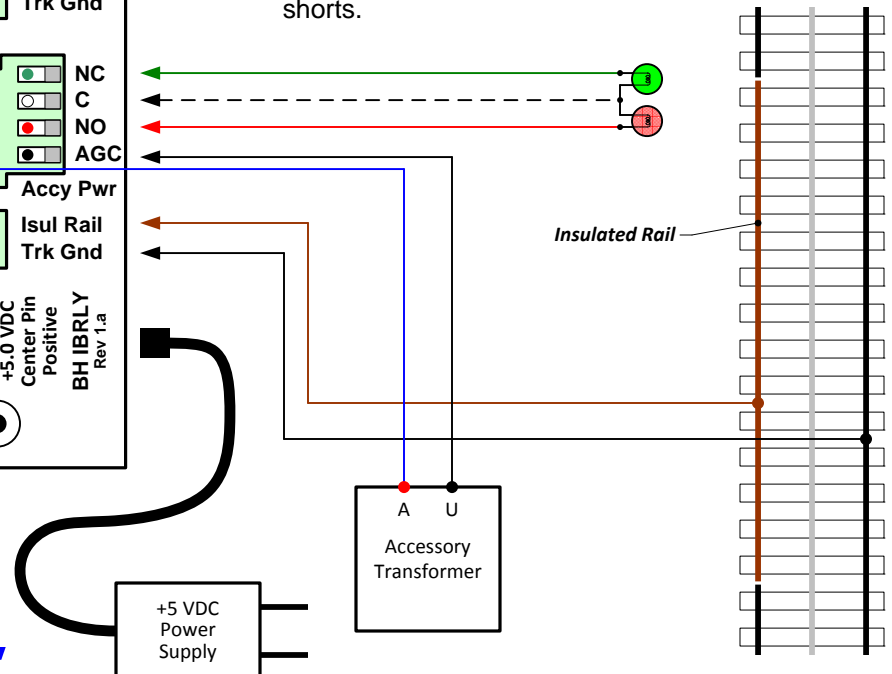 Trk Gnd
shorts.
NC
C
NO
AGC
Accy Pwr
Isul Rail
Trk Gnd
Insulated Rail
+5.0 VDC
Center Pin
Positive
BH IBRLY
Rev 1.a
A U
Accessory
Transformer
+5 VDC
Power
Supply